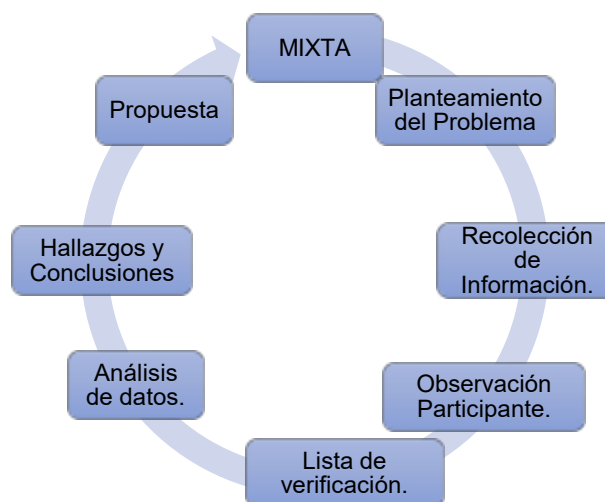 MIXTA
Planteamiento
del Problema
Recolección
de
Información.
Observación
Participante.
Lista de
verificación.
Análisis
de datos.
Hallazgos y
Conclusiones
Propuesta